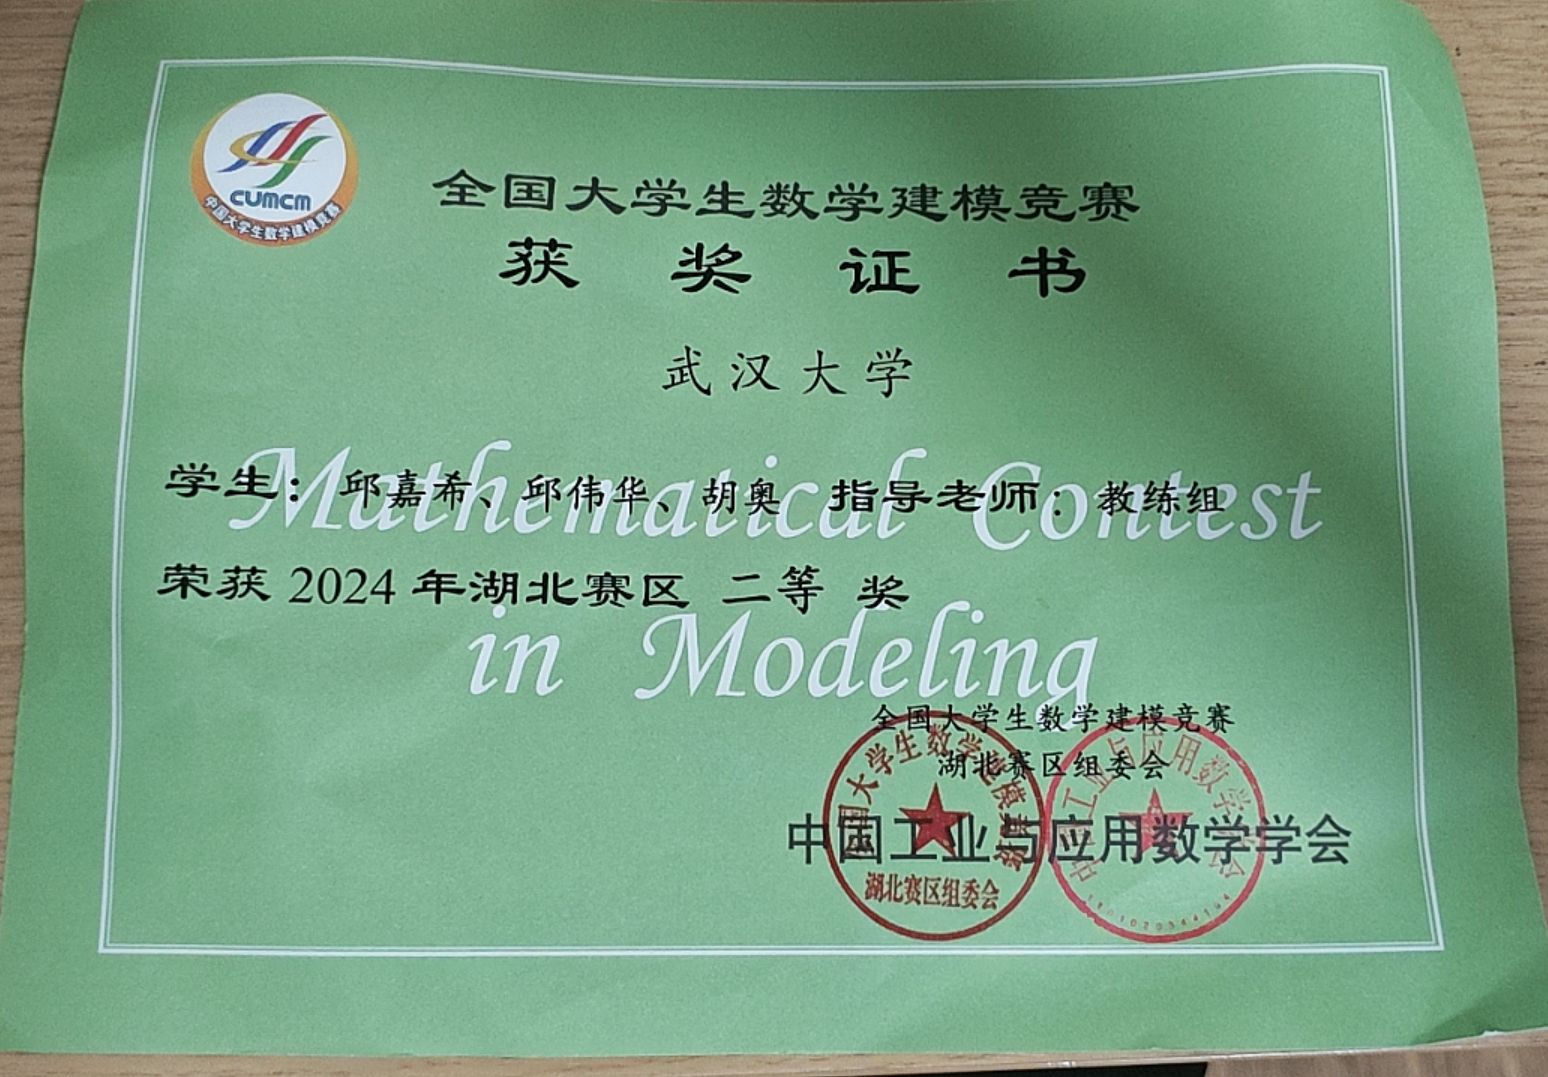 CUMCM
中国大学生数学建模竞赛
全国大学生数学建模竞赛
获 奖 证 书
武汉大学
学生：邱嘉希、邱伟华、胡奥 指导老师：教练组
Mathematical Contest
荣获 2024 年湖北赛区 二等 奖
in Modeling
全国大学生数学建模竞赛
湖北赛区组委会
中国工业与应用数学学会
全国大学生数学建模竞赛
湖北赛区组委会
中国工业与应用数学学会